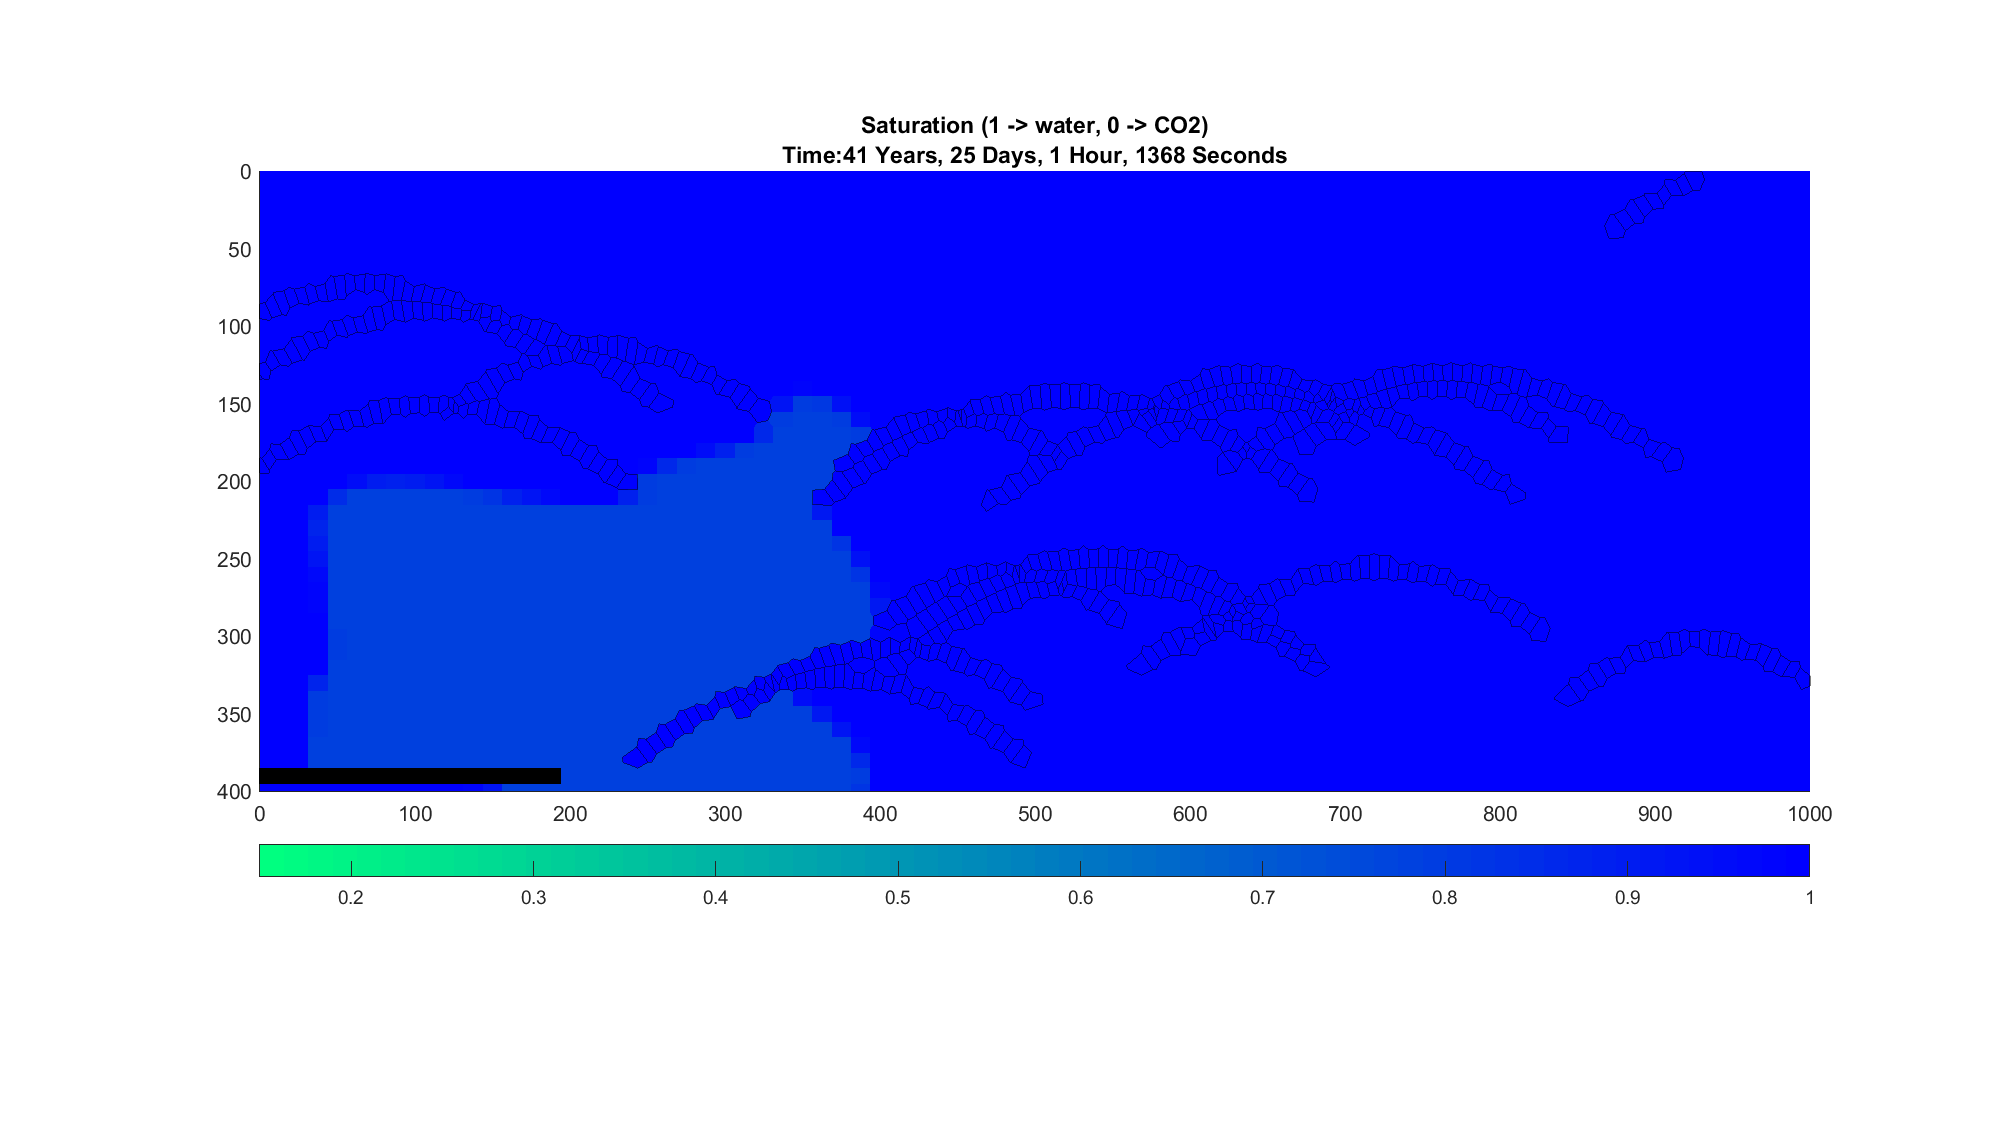 Saturation (1 -> water, 0 -> CO2)
Time:41 Years, 25 Days, 1 Hour, 1368 Seconds
0
50
100
150
200
250
300
350
400
0 100 200 300 400 500 600 700 800 900 1000
0.2 0.3 0.4 0.5 0.6 0.7 0.8 0.9 1